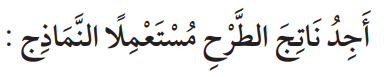 أَجِدُ نَاتِجَ الطَّرْحِ مُسْتَعْمِلًا النَّمَاذِج :